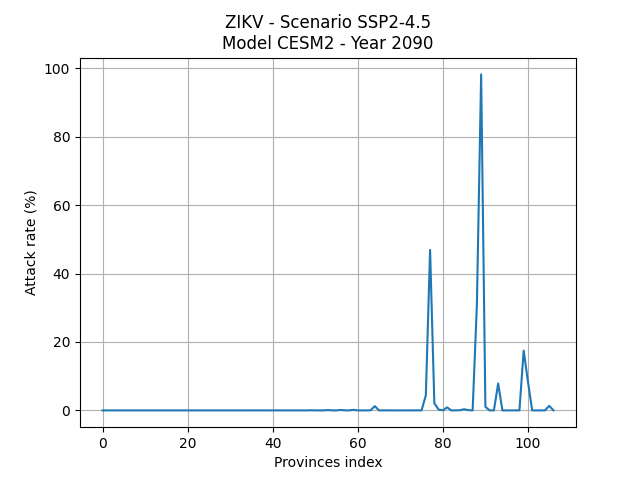 ZIKV - Scenario SSP2-4.5
Model CESM2 - Year 2090
100
80
60
40
20
0
Attack rate (%)
0 20 40 60 80 100
Provinces index